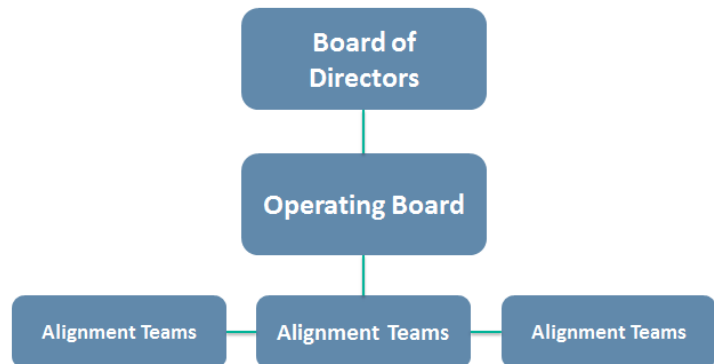 Board of
Directors
Operating Board
Alignment Teams
Alignment Teams
Alignment Teams